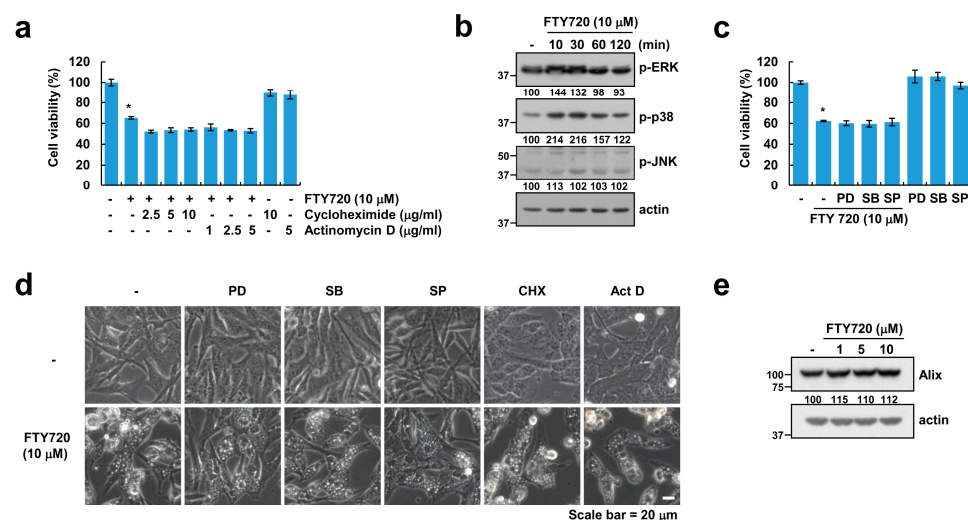 a
Cell viability (%)
120
100
80
60
40
20
0
*
- + + + + + + + - - FTY720 (10 μM)
- - 2.5 5 10 - - - 10 - Cycloheximide (μg/ml)
- - - - - 1 2.5 5 - 5 Actinomycin D (μg/ml)
b
FTY720 (10 μM)
- 10 30 60 120 (min)
37 p-ERK
100 144 132 98 93
37 p-p38
100 214 216 157 122
50 p-JNK
37
100 113 102 103 102
actin
37
c
Cell viability (%)
120
100
80
60
40
20
0
*
- - PD SB SP PD SB SP
FTY 720 (10 μM)
d
- PD SB SP CHX Act D
-
FTY720
(10 μM)
Scale bar = 20 μm
e
FTY720 (μM)
- 1 5 10
100 Alix
75
100 115 110 112
actin
37